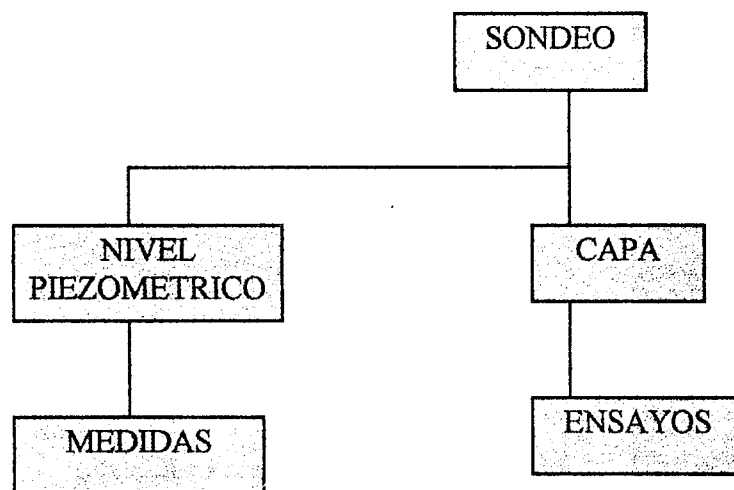 SONDEO
NIVEL
PIEZOMETRICO
CAPA
MEDIDAS
ENSAYOS